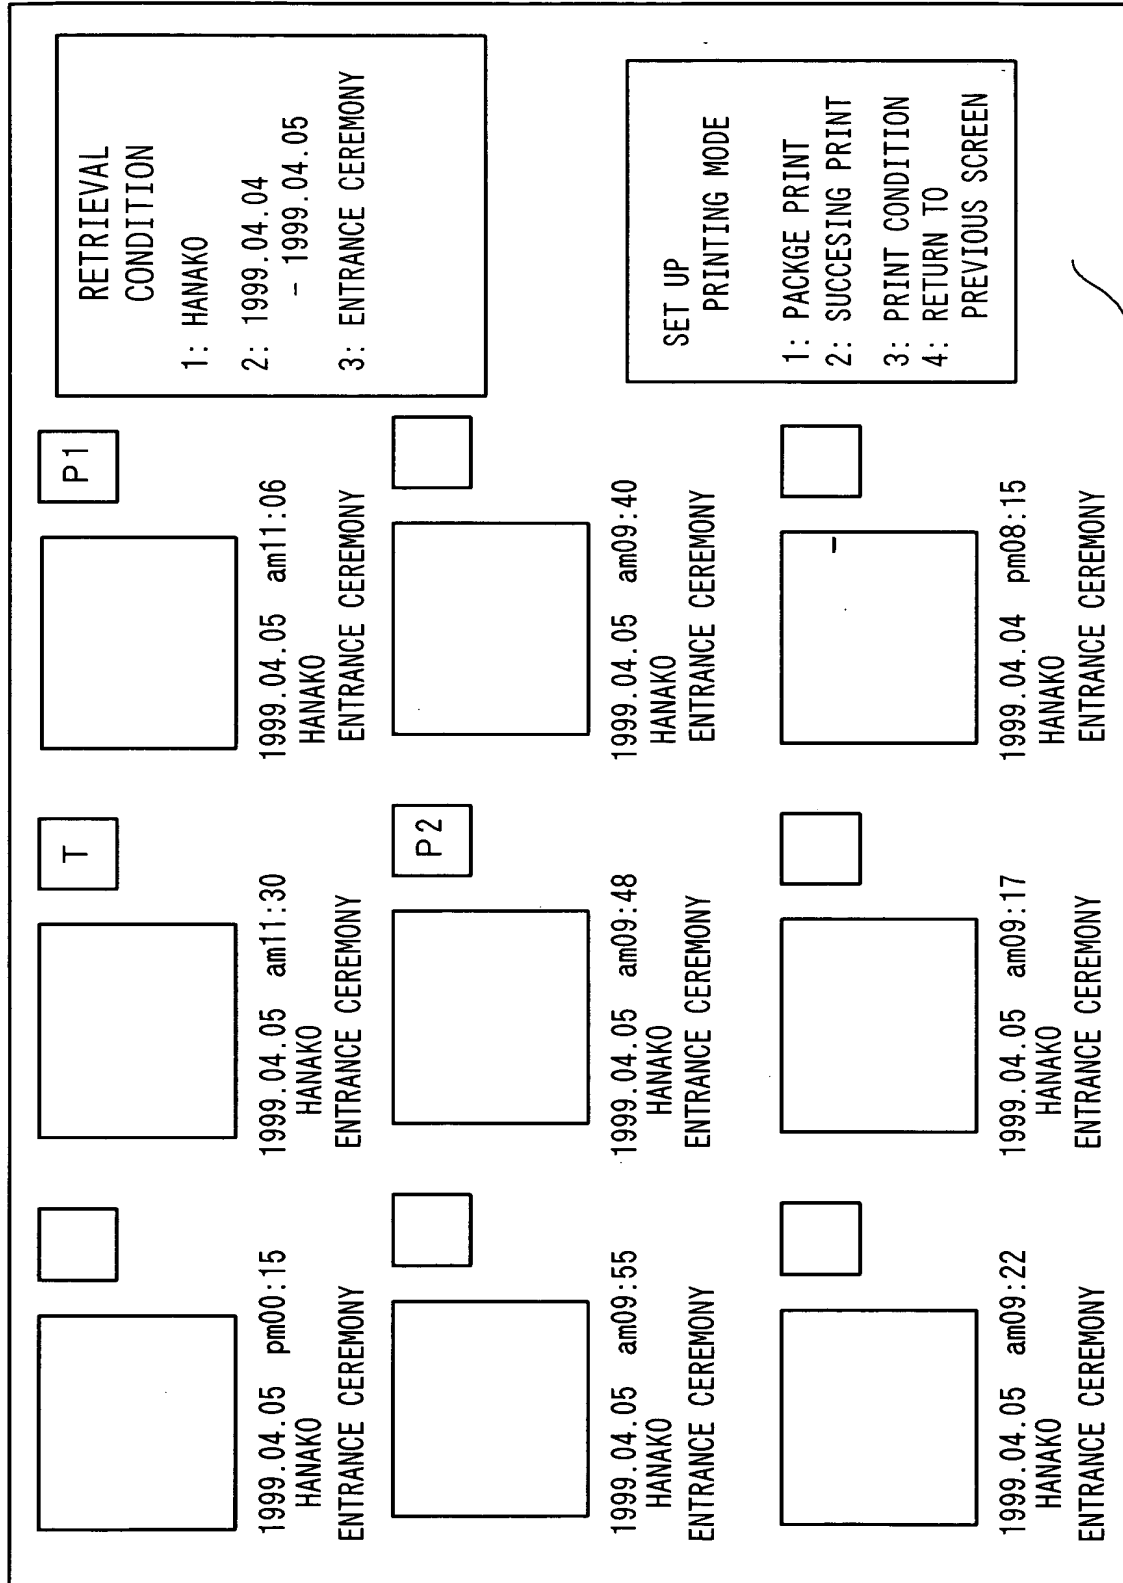 T
P1
1999.04.05 pm00:15
HANAKO
ENTRANCE CEREMONY
1999.04.05 am11:30
HANAKO
ENTRANCE CEREMONY
1999.04.05 am11:06
HANAKO
ENTRANCE CEREMONY
RETRIEVAL
CONDITION
1: HANAKO
2: 1999.04.04
- 1999.04.05
3: ENTRANCE CEREMONY
P2
1999.04.05 am09:55
HANAKO
ENTRANCE CEREMONY
1999.04.05 am09:48
HANAKO
ENTRANCE CEREMONY
1999.04.05 am09:40
HANAKO
ENTRANCE CEREMONY
1999.04.05 am09:22
HANAKO
ENTRANCE CEREMONY
1999.04.05 am09:17
HANAKO
ENTRANCE CEREMONY
1999.04.04 pm08:15
HANAKO
ENTRANCE CEREMONY
SET UP
PRINTING MODE
1: PACKGE PRINT
2: SUCCESING PRINT
3: PRINT CONDITION
4: RETURN TO
PREVIOUS SCREEN